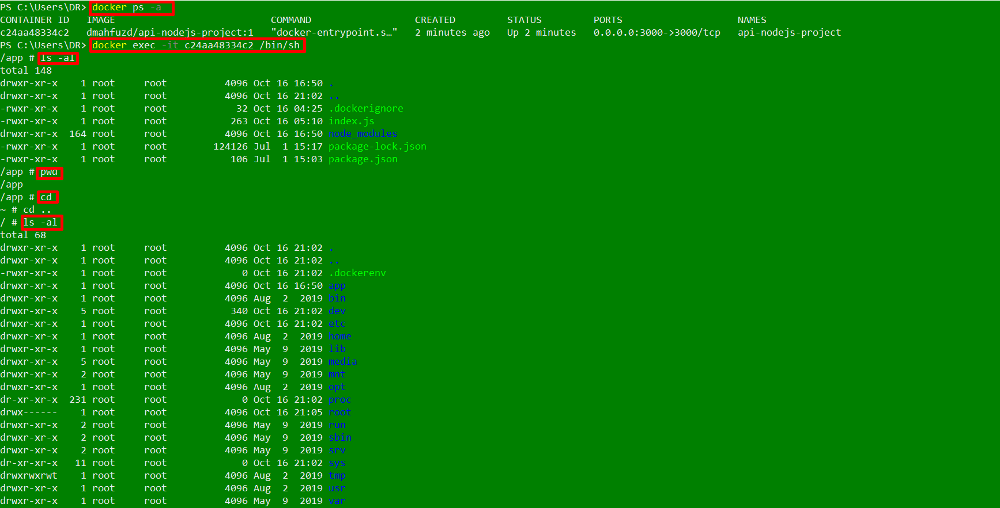 PS C:\Users\DR> docker ps -a
CONTAINER ID   IMAGE                           COMMAND                  CREATED         STATUS         PORTS                    NAMES
c24aa48334c2   dmahfuzd/api-nodejs-project:1   "docker-entrypoint.s…"   2 minutes ago   Up 2 minutes   0.0.0.0:3000->3000/tcp   api-nodejs-project
PS C:\Users\DR> docker exec -it c24aa48334c2 /bin/sh
/app # ls -al
total 148
drwxr-xr-x    1 root     root          4096 Oct 16 16:50 .
drwxr-xr-x    1 root     root          4096 Oct 16 21:02 ..
-rwxr-xr-x    1 root     root            32 Oct 16 04:25 .dockerignore
-rwxr-xr-x    1 root     root           263 Oct 16 05:10 index.js
drwxr-xr-x  164 root     root          4096 Oct 16 16:50 node_modules
-rwxr-xr-x    1 root     root        124126 Jul  1 15:17 package-lock.json
-rwxr-xr-x    1 root     root           106 Jul  1 15:03 package.json
/app # pwd
/app
/app # cd
~ # cd ..
/ # ls -al
total 68
drwxr-xr-x    1 root     root          4096 Oct 16 21:02 .
drwxr-xr-x    1 root     root          4096 Oct 16 21:02 ..
-rwxr-xr-x    1 root     root             0 Oct 16 21:02 .dockerenv
drwxr-xr-x    1 root     root          4096 Oct 16 16:50 app
drwxr-xr-x    1 root     root          4096 Aug  2  2019 bin
drwxr-xr-x    5 root     root           340 Oct 16 21:02 dev
drwxr-xr-x    1 root     root          4096 Oct 16 21:02 etc
drwxr-xr-x    1 root     root          4096 Aug  2  2019 home
drwxr-xr-x    1 root     root          4096 May  9  2019 lib
drwxr-xr-x    5 root     root          4096 May  9  2019 media
drwxr-xr-x    2 root     root          4096 May  9  2019 mnt
drwxr-xr-x    1 root     root          4096 Aug  2  2019 opt
dr-xr-xr-x  231 root     root             0 Oct 16 21:02 proc
drwx------    1 root     root          4096 Oct 16 21:05 root
drwxr-xr-x    2 root     root          4096 May  9  2019 run
drwxr-xr-x    2 root     root          4096 May  9  2019 sbin
drwxr-xr-x    2 root     root          4096 May  9  2019 srv
dr-xr-xr-x   11 root     root             0 Oct 16 21:02 sys
drwxrwxrwt    1 root     root          4096 Aug  2  2019 tmp
drwxr-xr-x    1 root     root          4096 Aug  2  2019 usr
drwxr-xr-x    1 root     root          4096 May  9  2019 var